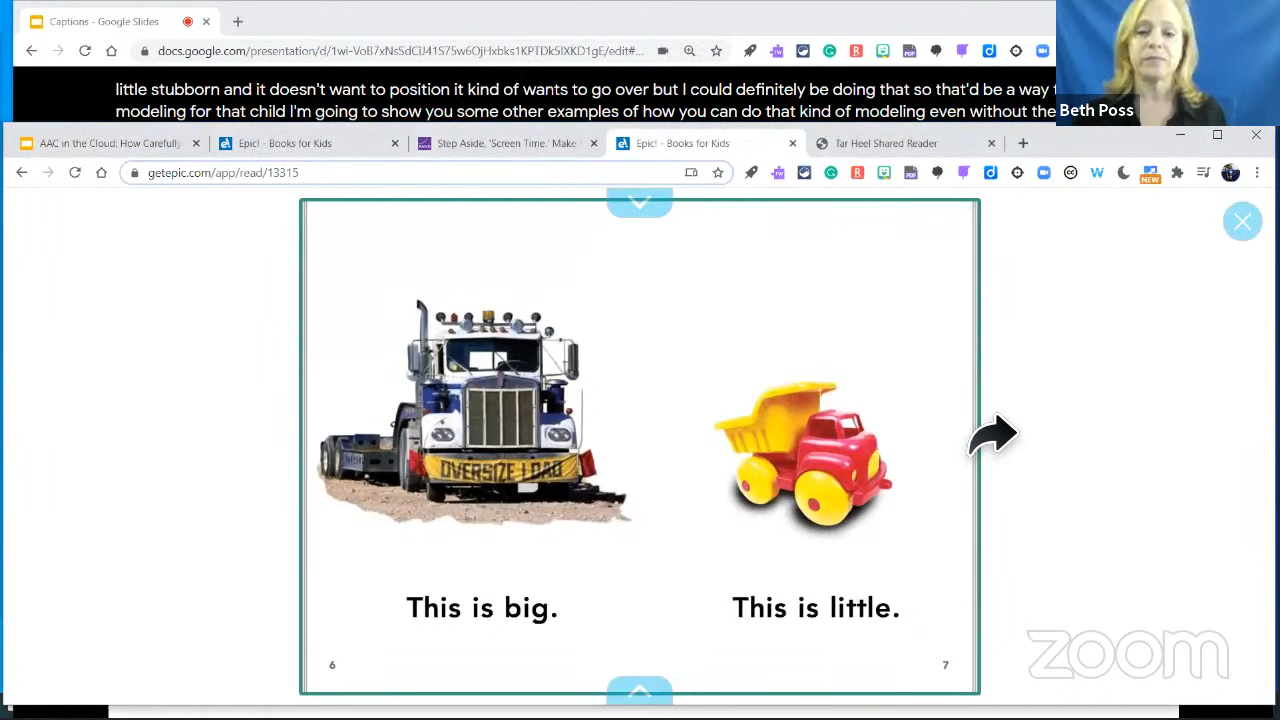 Captions - Google Slides
docs.google.com/presentation/d/1wi-VoB7xNsSdCiJ41S75w6OjHxbks1KPTDk5lXKD1gE/edit#...
little stubborn and it doesn't want to position it kind of wants to go over but I could definitely be doing that so that'd be a way
modeling for that child I'm going to show you some other examples of how you can do that kind of modeling even without the
Beth Poss
AAC in the Cloud: How Carefully
Epic! - Books for Kids
Step Aside, 'Screen Time.' Make
Epic! - Books for Kids
Tar Heel Shared Reader
getepic.com/app/read/13315
NEW
OVERSIZE LOAD
This is big.
This is little.
6
7
zoom